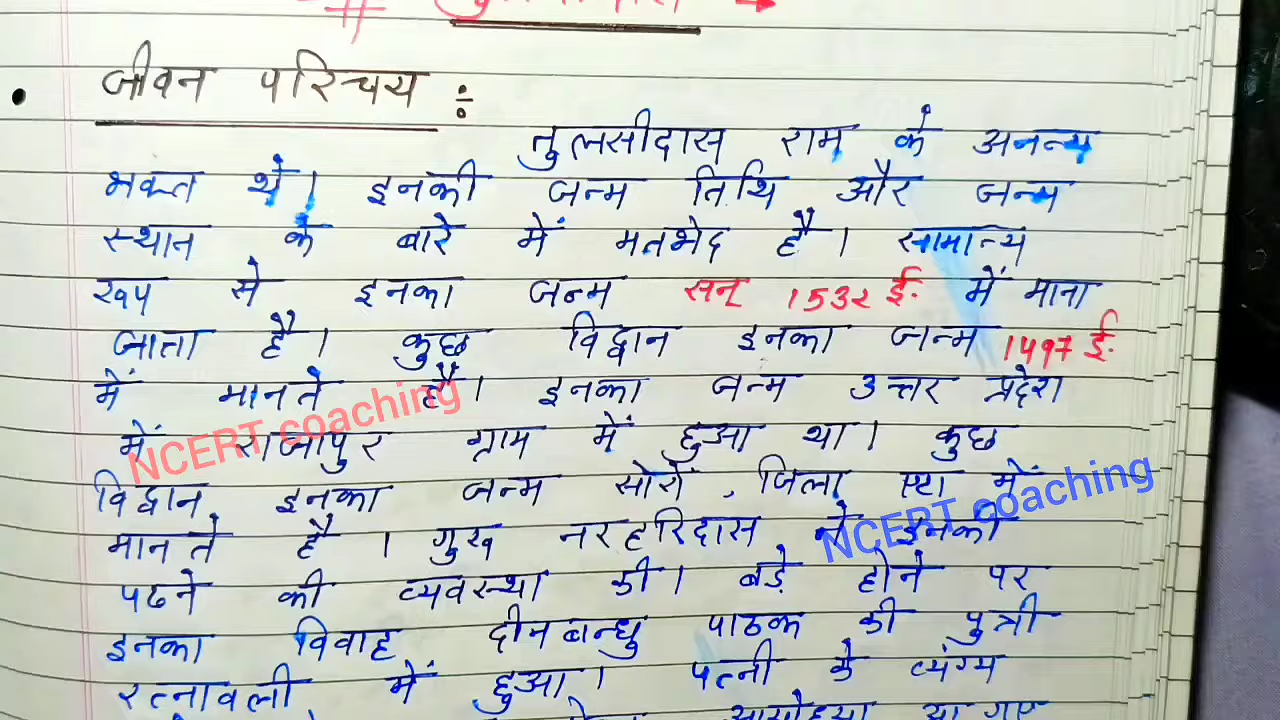 जीवन परिचय ÷
तुलसीदास राम के अनन्य
भक्त थे। इनकी जन्म तिथि और जन्म
स्थान के बारे में मतभेद है। सामान्य
रूप से इनका जन्म सन् 1532 ई. में माना
जाता है। कुछ विद्वान इनका जन्म 1497 ई.
में मानते हैं। इनका जन्म उत्तर प्रदेश
में राजापुर ग्राम में हुआ था। कुछ
NCERT coaching
विद्वान इनका जन्म सोरों, जिला एटा में
मानते है। गुरू नरहरिदास ने इनकी
NCERT coaching
पढने की व्यवस्था की। बड़े होने पर
इनका विवाह दीनबन्धु पाठक की पुत्री
रत्नावली में हुआ। पत्नी के व्यंग्य